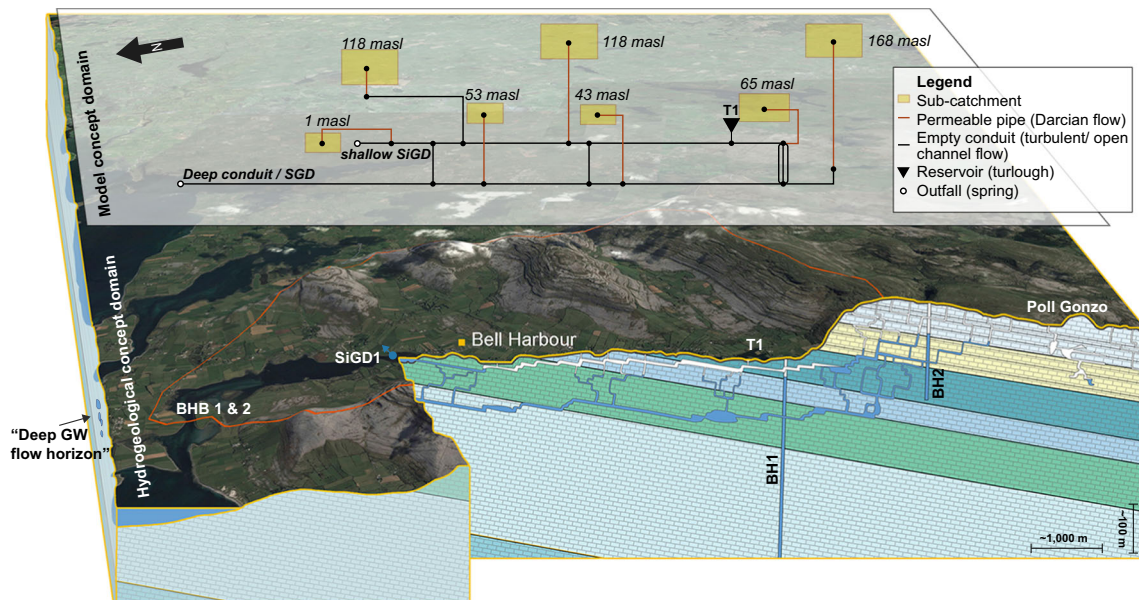 N
Model concept domain
118 masl
118 masl
168 masl
53 masl
43 masl
65 masl
1 masl
T1
shallow SiGD
Deep conduit / SGD
Legend
Sub-catchment
Permeable pipe (Darcian flow)
Empty conduit (turbulent/ open
channel flow)
Reservoir (turlough)
Outfall (spring)
Hydrogeological concept domain
Poll Gonzo
Bell Harbour
T1
SiGD1
BH2
BHB 1 & 2
"Deep GW
flow horizon"
BH1
~100 m
~1,000 m